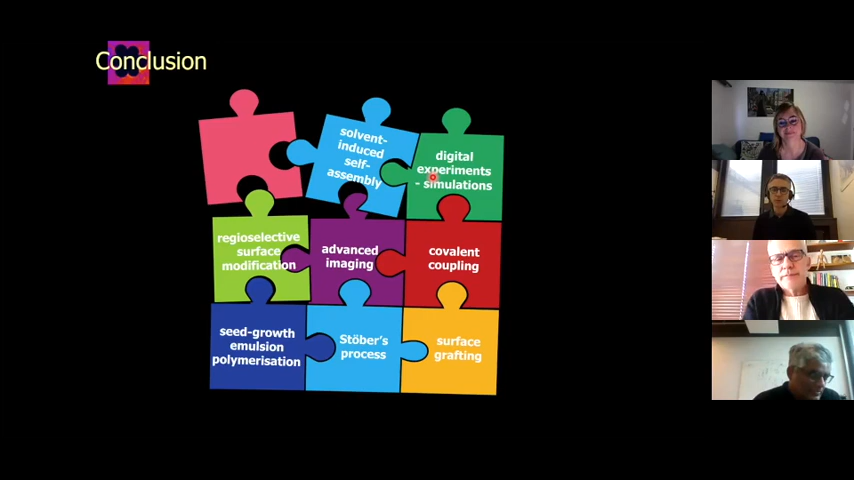 Conclusion
solvent-
induced
self-
assembly
digital
experiments
- simulations
regioselective
surface
modification
advanced
imaging
covalent
coupling
seed-growth
emulsion
polymerisation
Stöber's
process
surface
grafting